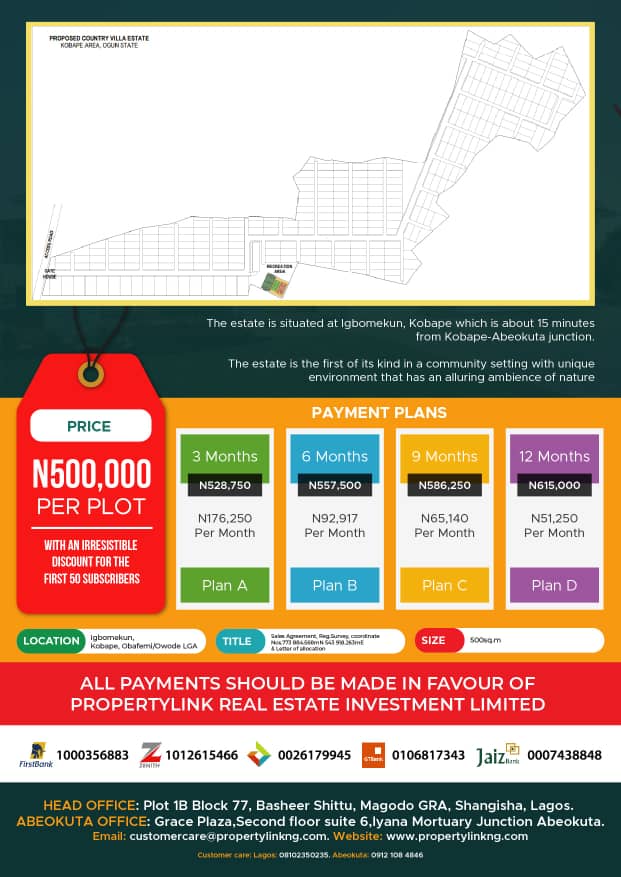 PROPOSED COUNTRY VILLA ESTATE
KOBAPE AREA, OGUN STATE
ACCESS ROAD
GATE
HOUSE
RECREATION
AREA
The estate is situated at Igbomekun, Kobape which is about 15 minutes
from Kobape-Abeokuta junction.
The estate is the first of its kind in a community setting with unique
environment that has an alluring ambience of nature
PRICE
N500,000
PER PLOT
WITH AN IRRESISTIBLE
DISCOUNT FOR THE
FIRST 50 SUBSCRIBERS
PAYMENT PLANS
3 Months
N528,750
N176,250
Per Month
Plan A
6 Months
N557,500
N92,917
Per Month
Plan B
9 Months
N586,250
N65,140
Per Month
Plan C
12 Months
N615,000
N51,250
Per Month
Plan D
LOCATION
Igbomekun,
Kobape, Obafemi/Owode LGA
TITLE
Sales Agreement, Reg.Survey, coordinate
& Letter of allocation
SIZE
500sq.m
ALL PAYMENTS SHOULD BE MADE IN FAVOUR OF
PROPERTYLINK REAL ESTATE INVESTMENT LIMITED
FirstBank 1000356883
ZENITH 1012615466
0026179945
GTBank 0106817343
Jaiz Bank 0007438848
HEAD OFFICE: Plot 1B Block 77, Basheer Shittu, Magodo GRA, Shangisha, Lagos.
ABEOKUTA OFFICE: Grace Plaza,Second floor suite 6,Iyana Mortuary Junction Abeokuta.
Email: customercare@propertylinkng.com. Website: www.propertylinkng.com
Customer care: Lagos: 08102350235. Abeokuta: 0912 108 4846